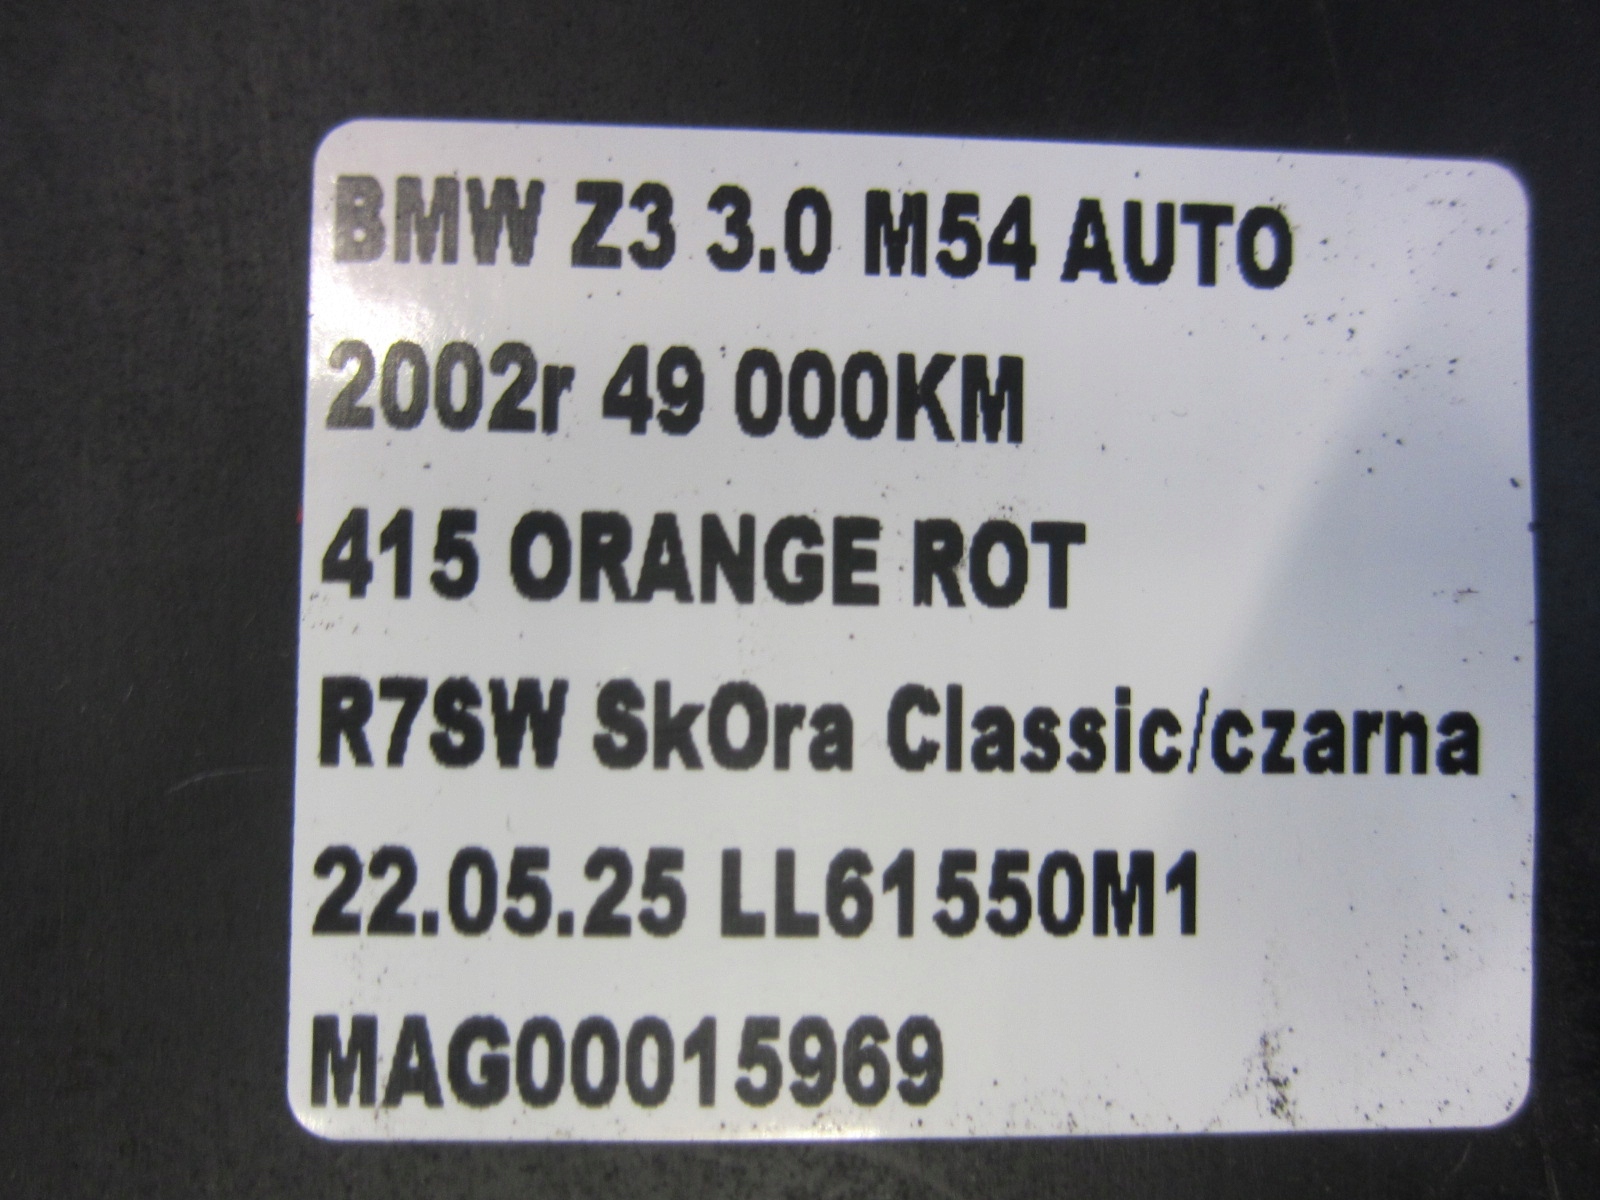 BMW Z3 3.0 M54 AUTO
2002r 49 000KM
415 ORANGE ROT
R7SW SkOra Classic/czarna
22.05.25 LL61550M1
MAG00015969